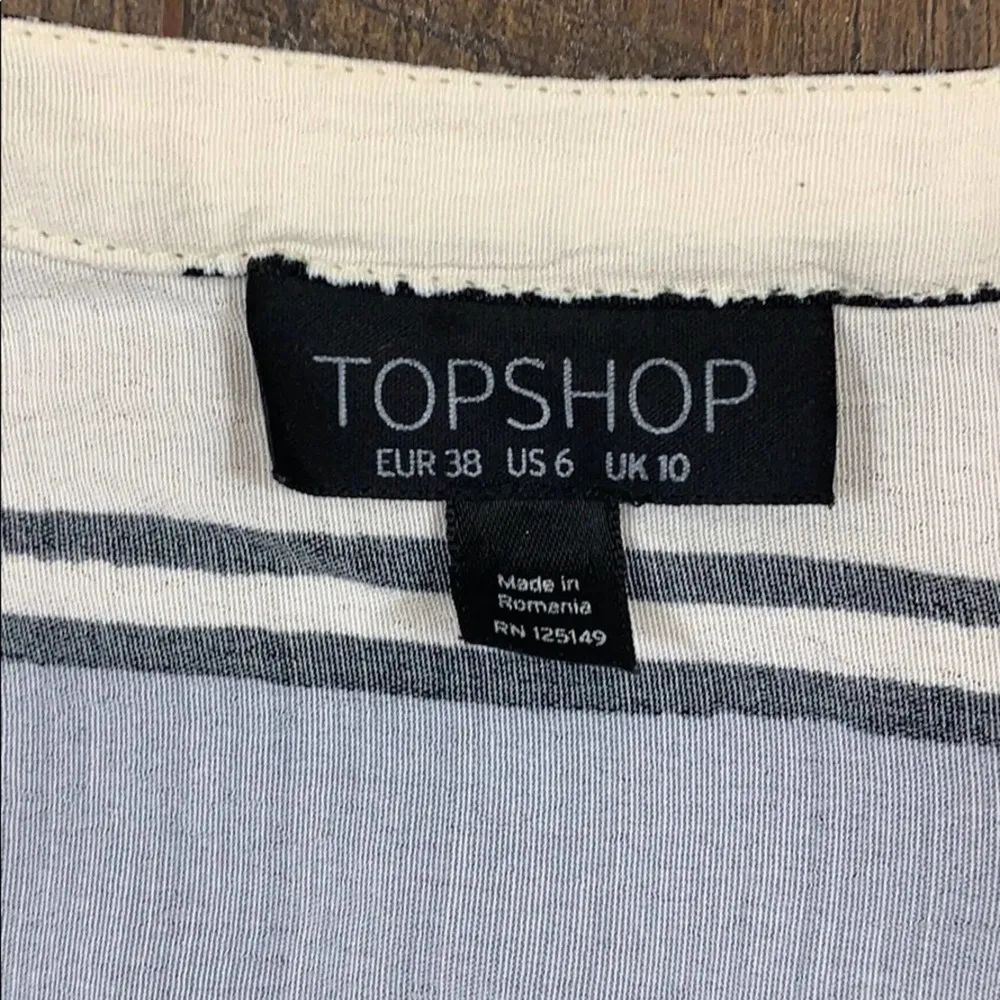 TOPSHOP
EUR 38 US 6 UK 10
Made in
Romania
RN 125149